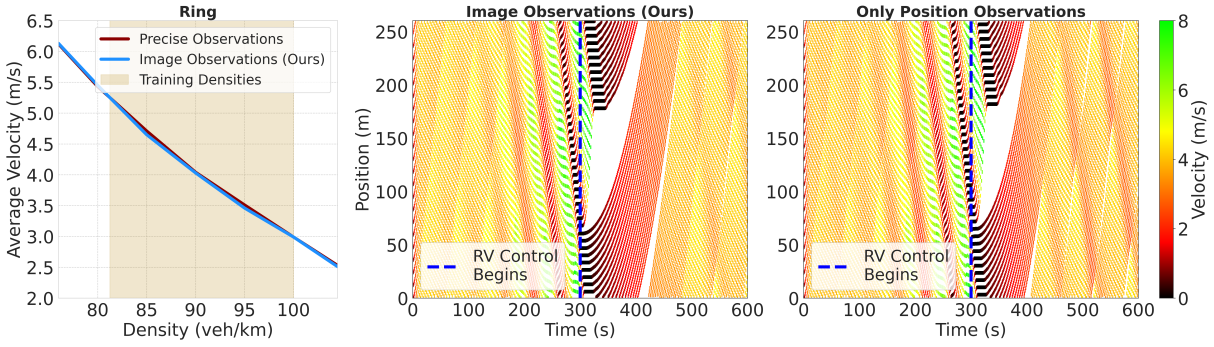 Ring
Average Velocity (m/s)
6.5
6.0
5.5
5.0
4.5
4.0
3.5
3.0
2.5
2.0
Precise Observations
Image Observations (Ours)
Training Densities
80
85
90
95
100
Density (veh/km)
Image Observations (Ours)
Position (m)
250
200
150
100
50
0
RV Control
Begins
0
100
200
300
400
500
600
Time (s)
Only Position Observations
250
200
150
100
50
0
RV Control
Begins
0
100
200
300
400
500
600
Time (s)
8
6
4
2
0
Velocity (m/s)